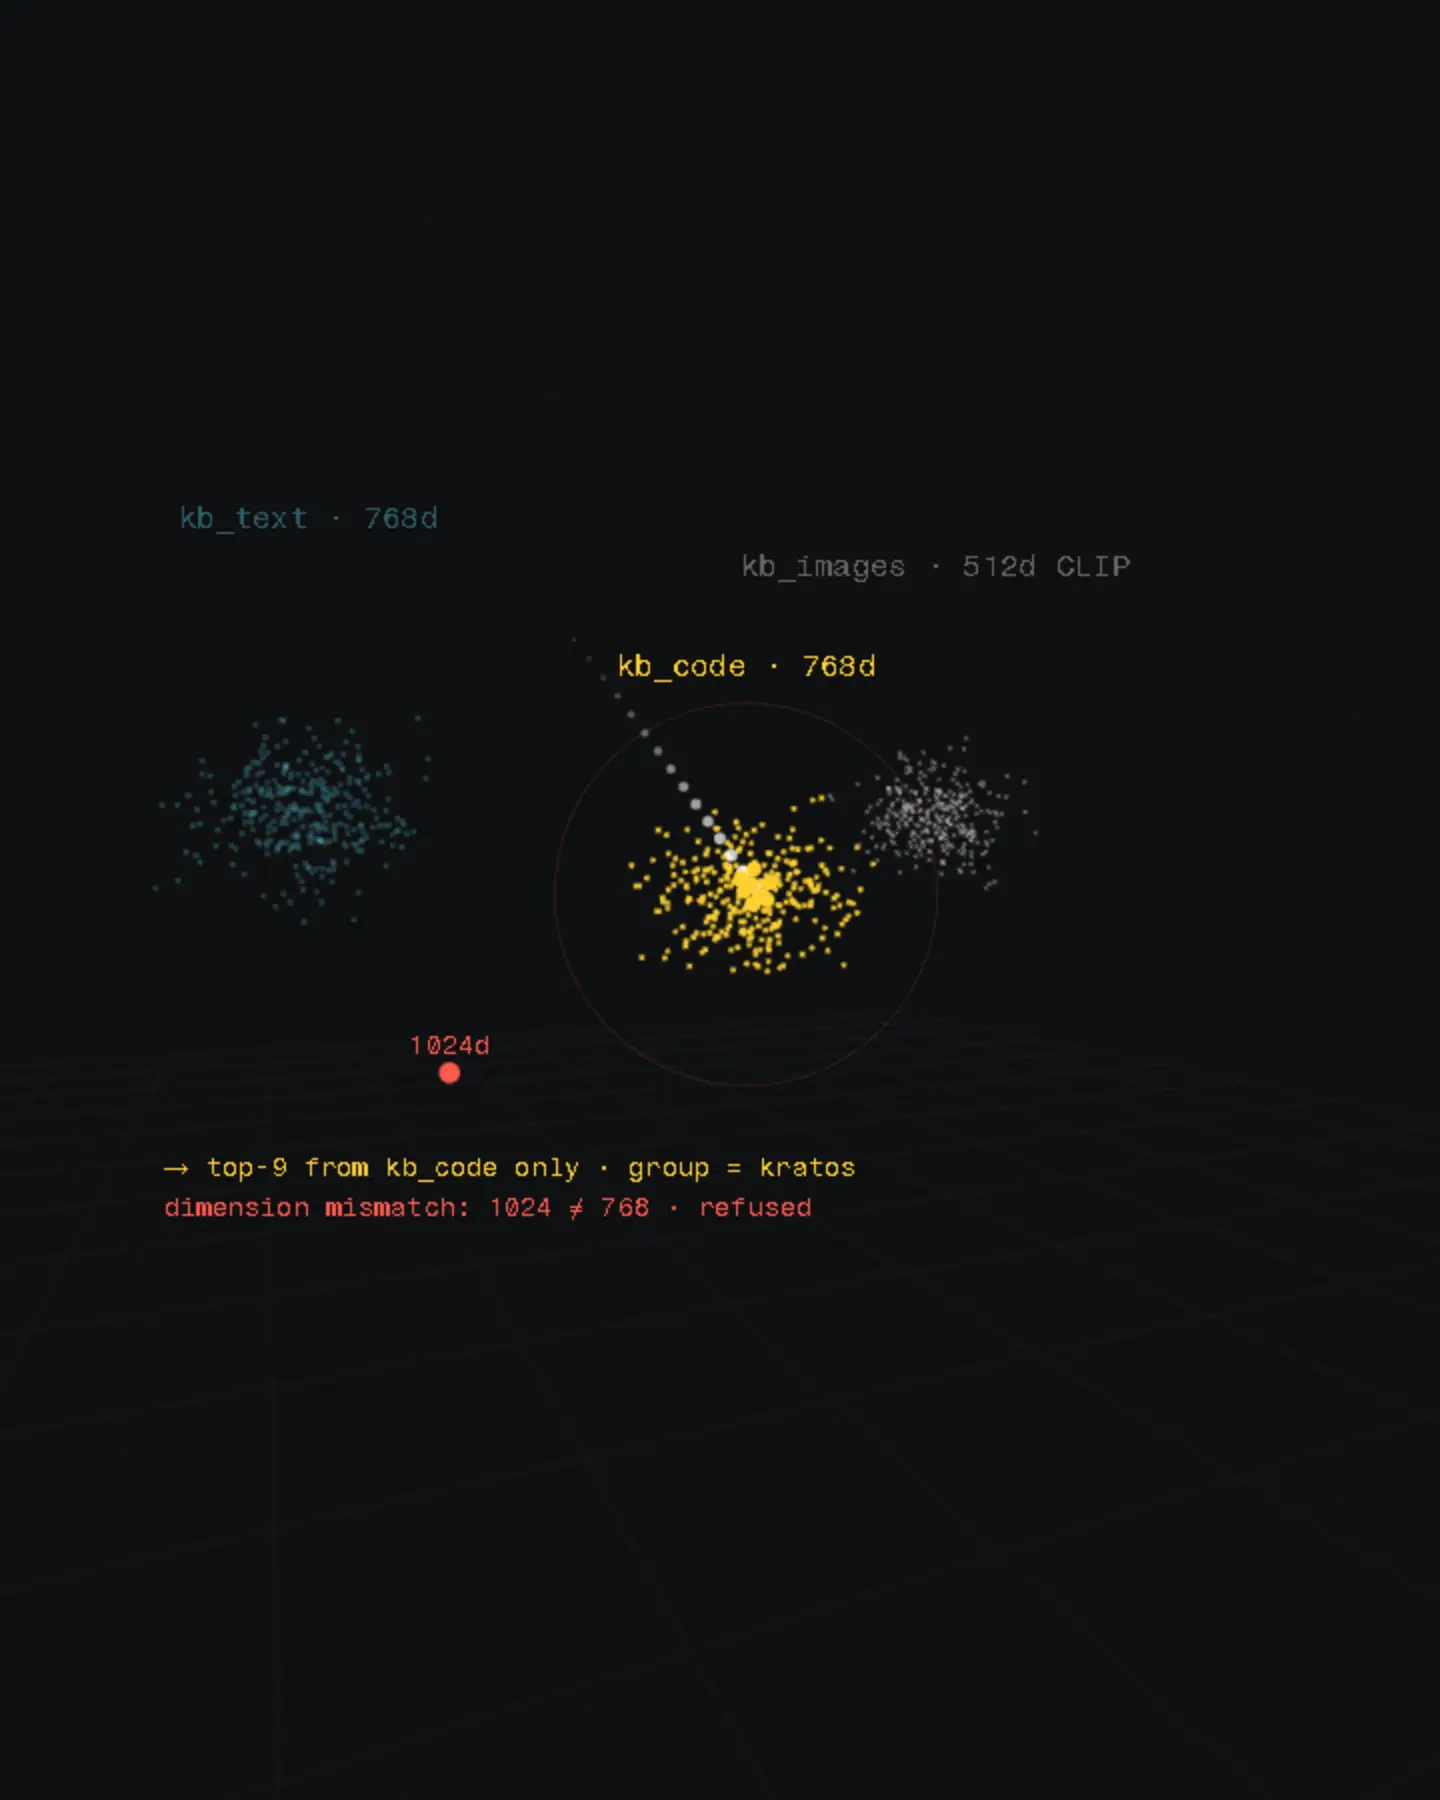 kb_text · 768d
kb_images · 512d CLIP
kb_code · 768d
1024d
→ top-9 from kb_code only · group = kratos
dimension mismatch: 1024 ≠ 768 · refused